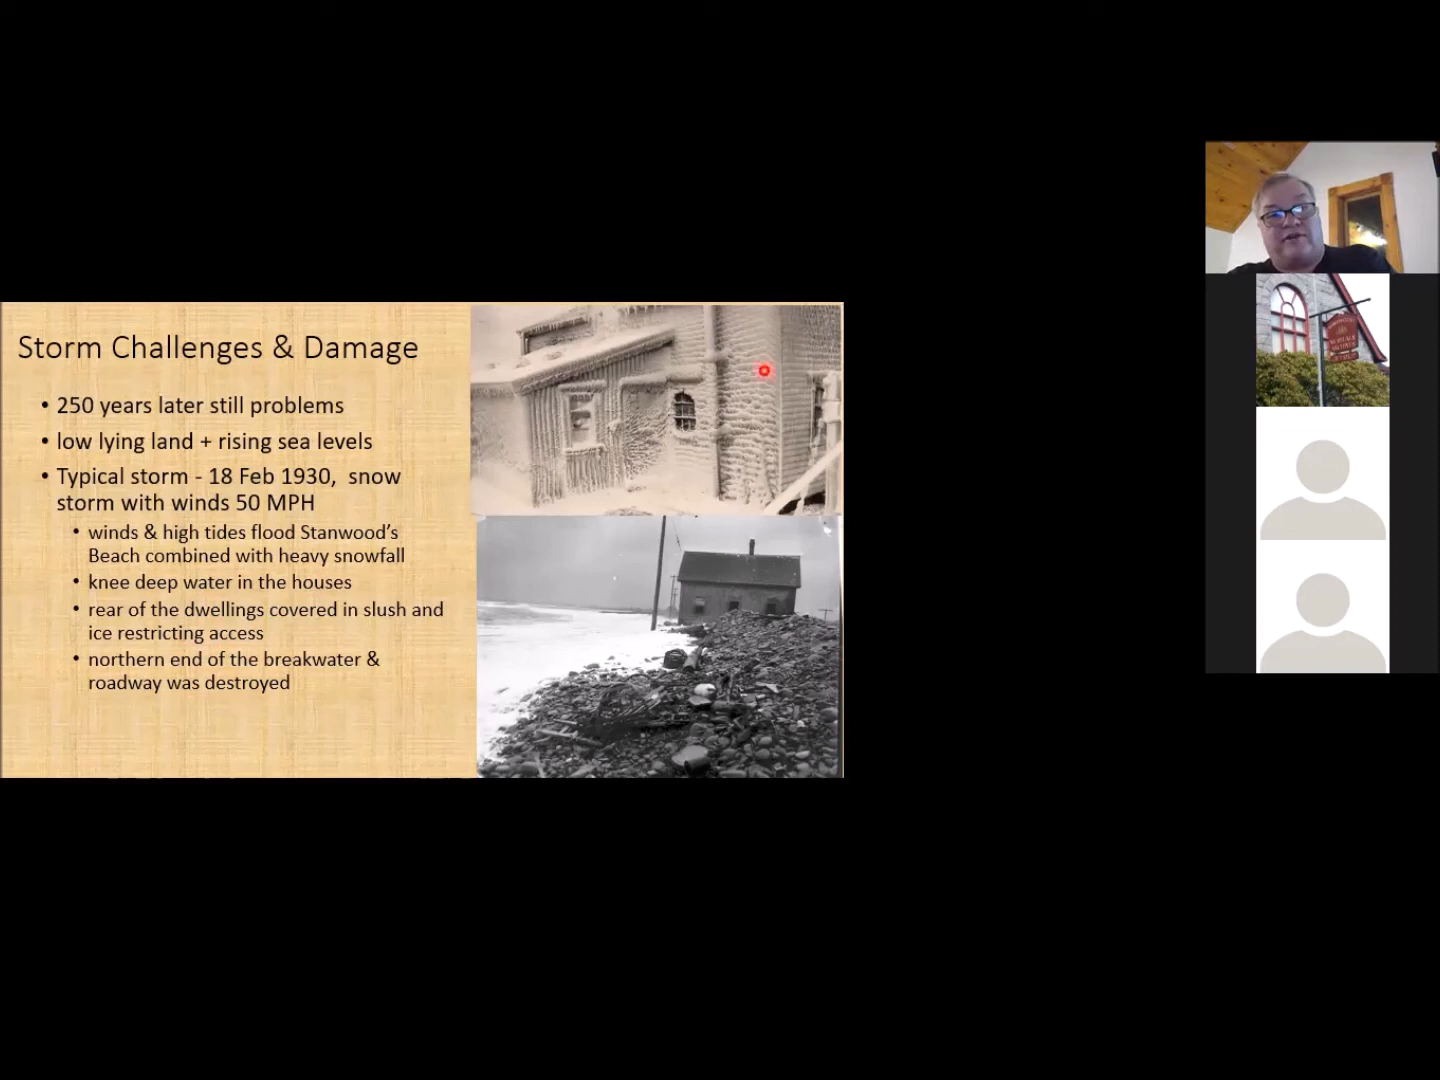 Storm Challenges & Damage
• 250 years later still problems
• low lying land + rising sea levels
• Typical storm - 18 Feb 1930, snow
storm with winds 50 MPH
• winds & high tides flood Stanwood's
Beach combined with heavy snowfall
• knee deep water in the houses
• rear of the dwellings covered in slush and
ice restricting access
• northern end of the breakwater &
roadway was destroyed